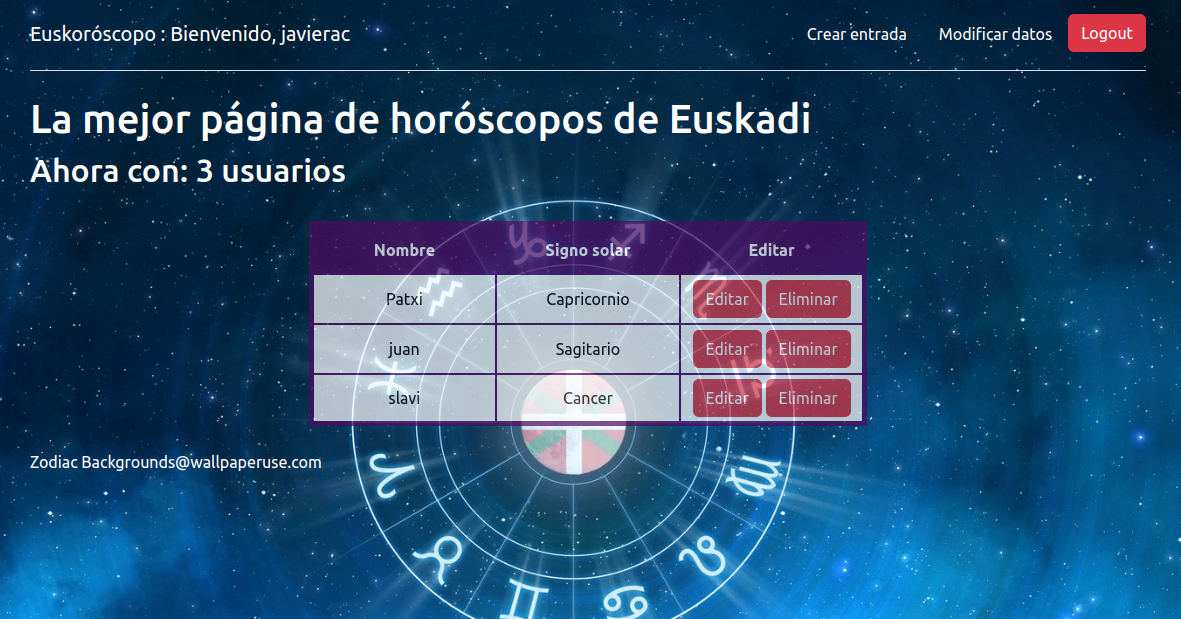 Euskoróscopo : Bienvenido, javierac Crear entrada Modificar datos Logout
La mejor página de horóscopos de Euskadi
Ahora con: 3 usuarios
Nombre Signo solar Editar
Patxi Capricornio Editar Eliminar
juan Sagitario Editar Eliminar
slavi Cancer Editar Eliminar
Zodiac Backgrounds@wallpaperuse.com